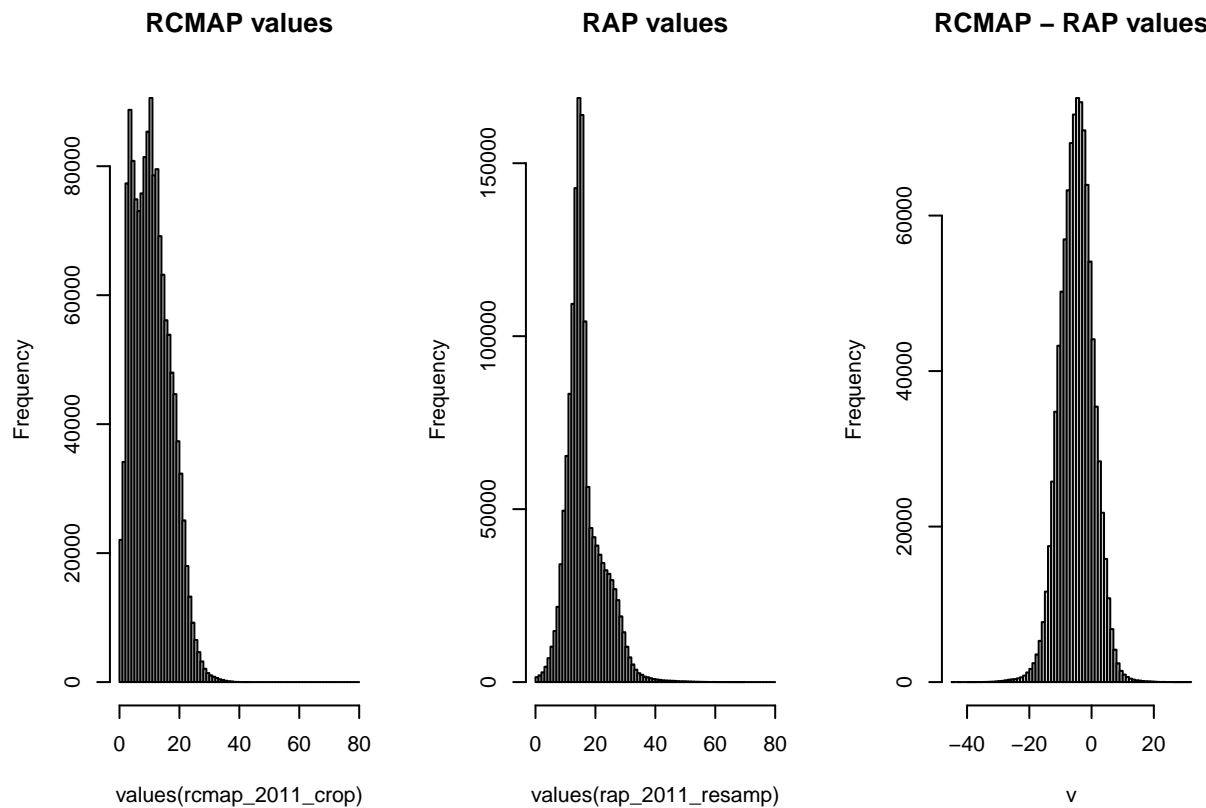 RCMAP values
Frequency
0
20000
40000
60000
80000
0 20 40 60 80
values(rcmap_2011_crop)
RAP values
Frequency
0
50000
100000
150000
0 20 40 60 80
values(rap_2011_resamp)
RCMAP − RAP values
Frequency
0
20000
40000
60000
−40 −20 0 20
v